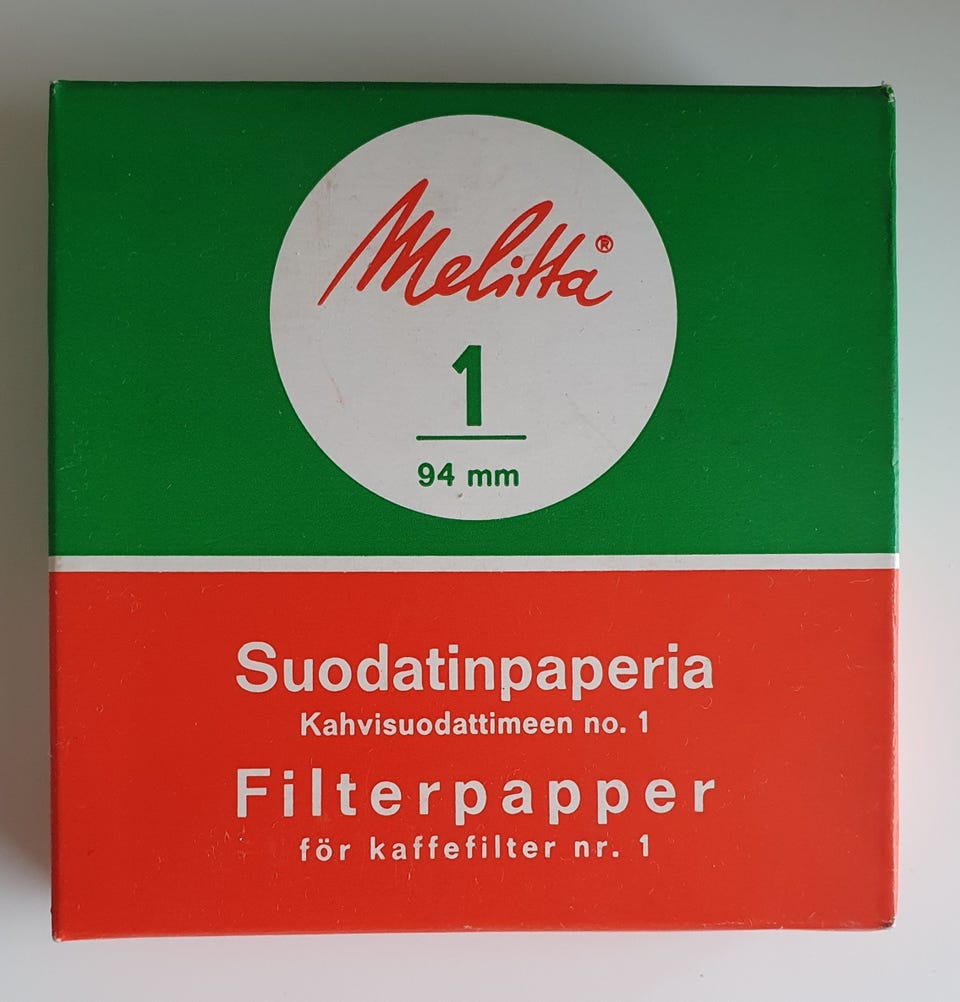 Melitta®
1
94 mm
Suodatinpaperia
Kahvisuodattimeen no. 1
Filterpapper
för kaffefilter nr. 1